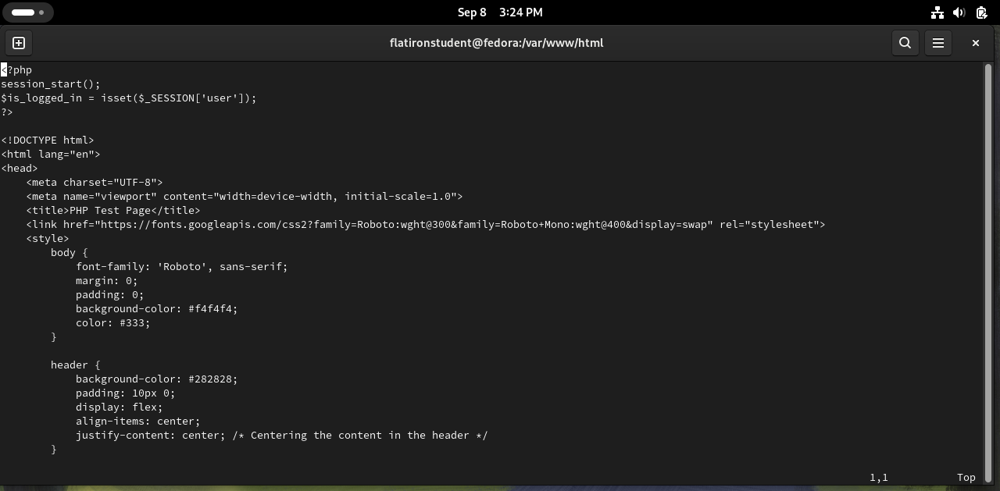 Sep 8 3:24 PM
flatironstudent@fedora:/var/www/html
<?php
session_start();
$is_logged_in = isset($_SESSION['user']);
?>

<!DOCTYPE html>
<html lang="en">
<head>
    <meta charset="UTF-8">
    <meta name="viewport" content="width=device-width, initial-scale=1.0">
    <title>PHP Test Page</title>
    <link href="https://fonts.googleapis.com/css2?family=Roboto:wght@300&family=Roboto+Mono:wght@400&display=swap" rel="stylesheet">
    <style>
        body {
            font-family: 'Roboto', sans-serif;
            margin: 0;
            padding: 0;
            background-color: #f4f4f4;
            color: #333;
        }

        header {
            background-color: #282828;
            padding: 10px 0;
            display: flex;
            align-items: center;
            justify-content: center; /* Centering the content in the header */
        }

1,1 Top